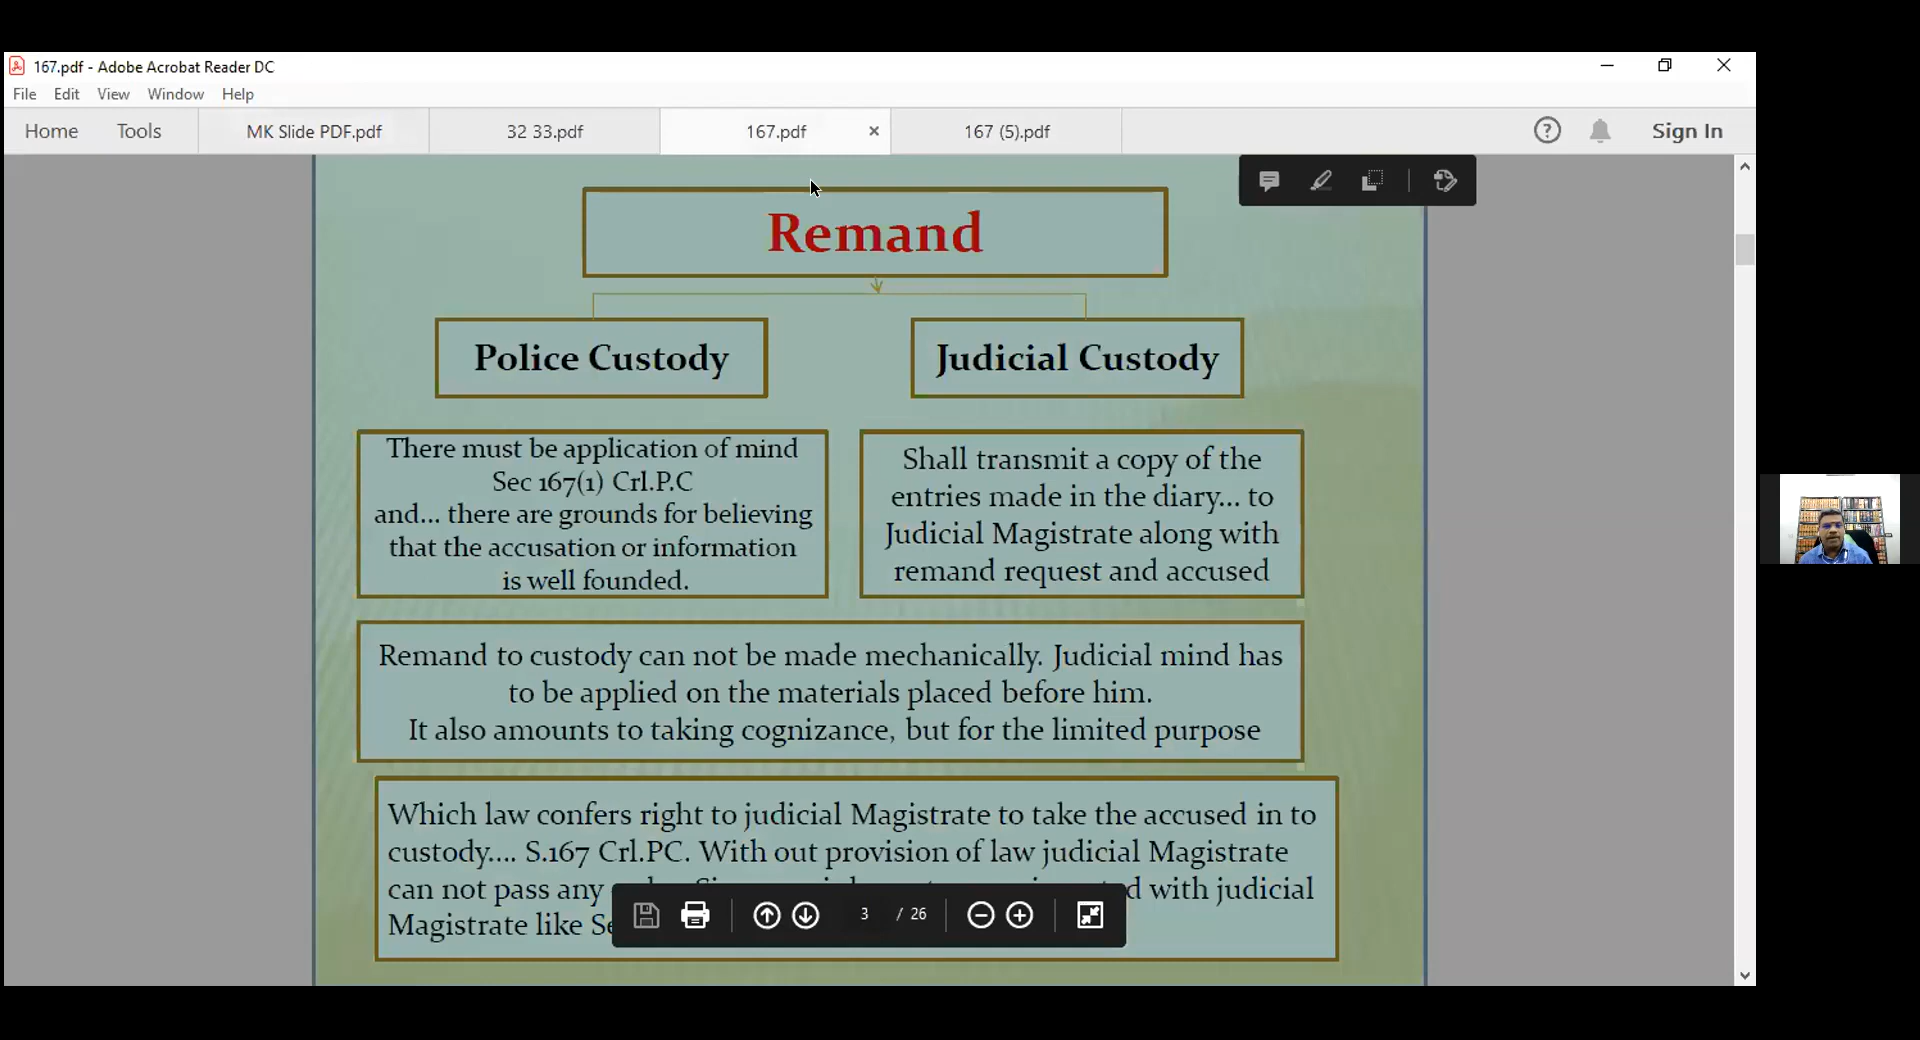 167.pdf - Adobe Acrobat Reader DC
File Edit View Window Help
Home Tools MK Slide PDF.pdf 32 33.pdf 167.pdf 167 (5).pdf Sign In
Remand
Police Custody
Judicial Custody
There must be application of mind
Sec 167(1) Crl.P.C
and... there are grounds for believing
that the accusation or information
is well founded.
Shall transmit a copy of the
entries made in the diary... to
Judicial Magistrate along with
remand request and accused
Remand to custody can not be made mechanically. Judicial mind has
to be applied on the materials placed before him.
It also amounts to taking cognizance, but for the limited purpose
Which law confers right to judicial Magistrate to take the accused in to
custody.... S.167 Crl.PC. With out provision of law judicial Magistrate
can not pass any with judicial
Magistrate like
3 / 26